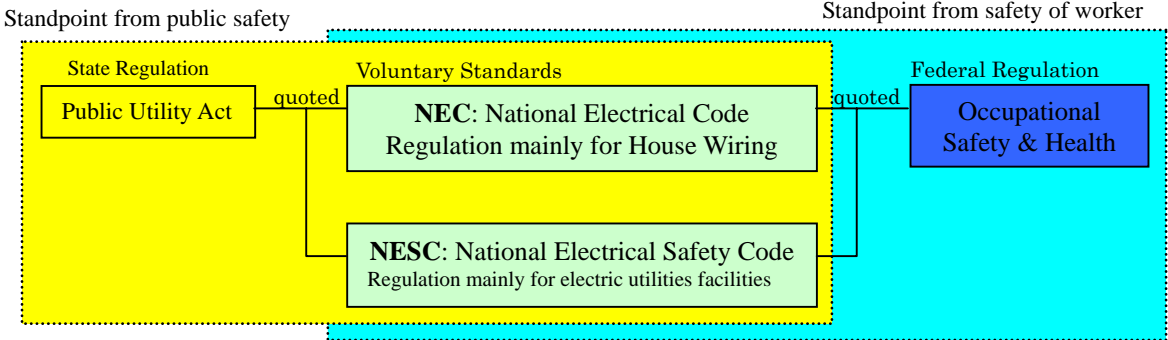 Standpoint from public safety
Standpoint from safety of worker
State Regulation
Public Utility Act
quoted
Voluntary Standards
NEC: National Electrical Code
Regulation mainly for House Wiring
NESC: National Electrical Safety Code
Regulation mainly for electric utilities facilities
quoted
Federal Regulation
Occupational
Safety & Health